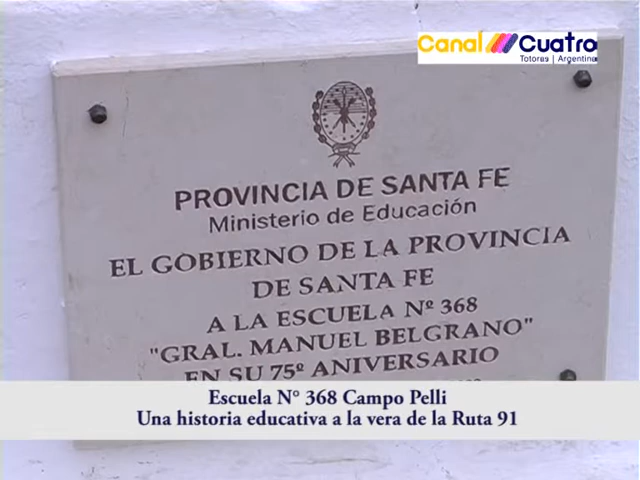 Canal Cuatro
Totoras | Argentina
PROVINCIA DE SANTA FE
Ministerio de Educación
EL GOBIERNO DE LA PROVINCIA
DE SANTA FE
A LA ESCUELA Nº 368
"GRAL. MANUEL BELGRANO"
EN SU 75º ANIVERSARIO
Escuela N° 368 Campo Pelli
Una historia educativa a la vera de la Ruta 91